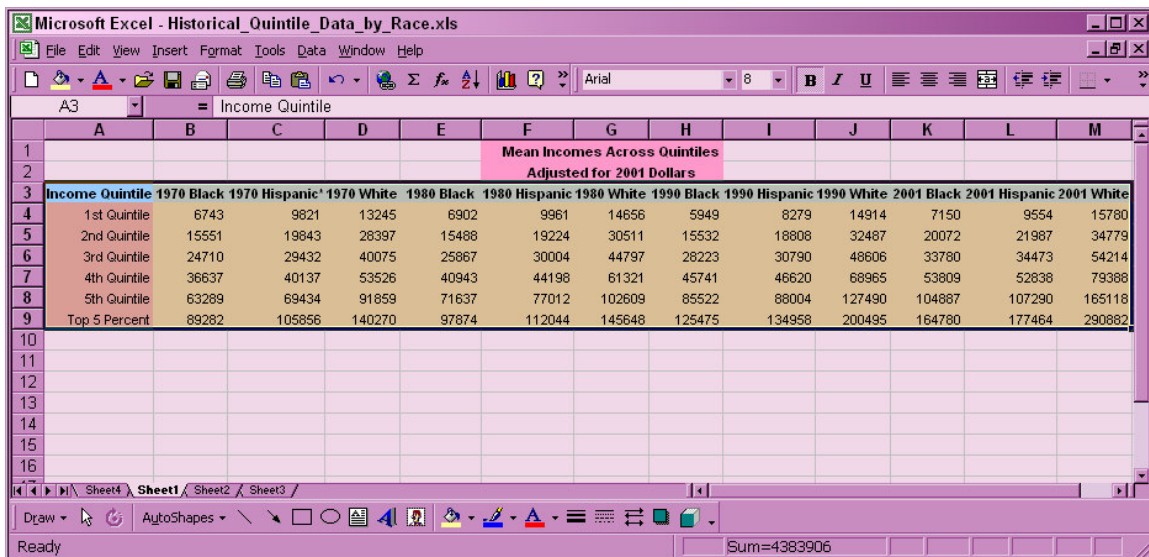 Microsoft Excel - Historical_Quintile_Data_by_Race.xls
File Edit View Insert Format Tools Data Window Help
Arial 8 B I U
A3 = Income Quintile
A B C D E F G H I J K L M
1 Mean Incomes Across Quintiles
2 Adjusted for 2001 Dollars
3 Income Quintile 1970 Black 1970 Hispanic* 1970 White 1980 Black 1980 Hispanic 1980 White 1990 Black 1990 Hispanic 1990 White 2001 Black 2001 Hispanic 2001 White
4 1st Quintile 6743 9821 13245 6902 9961 14656 5949 8279 14914 7150 9554 15780
5 2nd Quintile 15551 19843 28397 15488 19224 30511 15532 18808 32487 20072 21987 34779
6 3rd Quintile 24710 29432 40075 25867 30004 44797 28223 30790 48606 33780 34473 54214
7 4th Quintile 36637 40137 53526 40943 44198 61321 45741 46620 68965 53809 52838 79388
8 5th Quintile 63289 69434 91859 71637 77012 102609 85522 88004 127490 104887 107290 165118
9 Top 5 Percent 89282 105856 140270 97874 112044 145648 125475 134958 200495 164780 177464 290882
10
11
12
13
14
15
16
Sheet4 Sheet1 Sheet2 Sheet3
Draw AutoShapes
Ready Sum=4383906